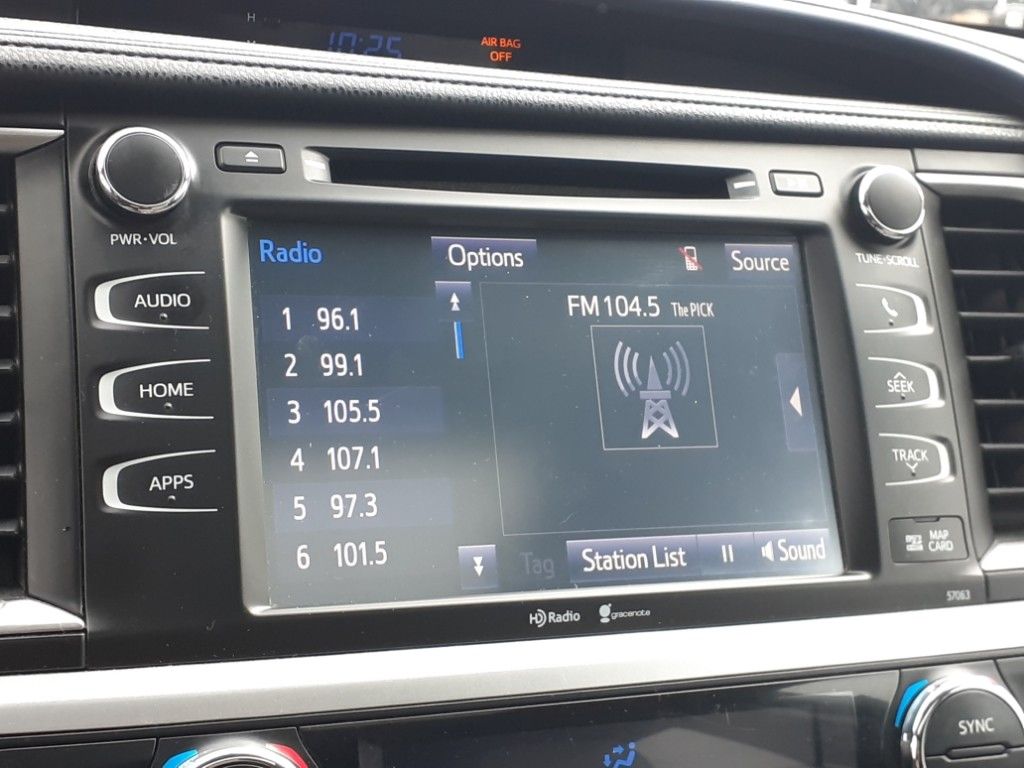 H
M
10:25
AIR BAG
OFF
PWR·VOL
AUDIO
HOME
APPS
Radio
Options
Source
1 96.1
2 99.1
3 105.5
4 107.1
5 97.3
6 101.5
FM 104.5 The PICK
Tag
Station List
Sound
TUNE·SCROLL
SEEK
TRACK
MAP
CARD
57063
HD Radio
gracenote
SYNC